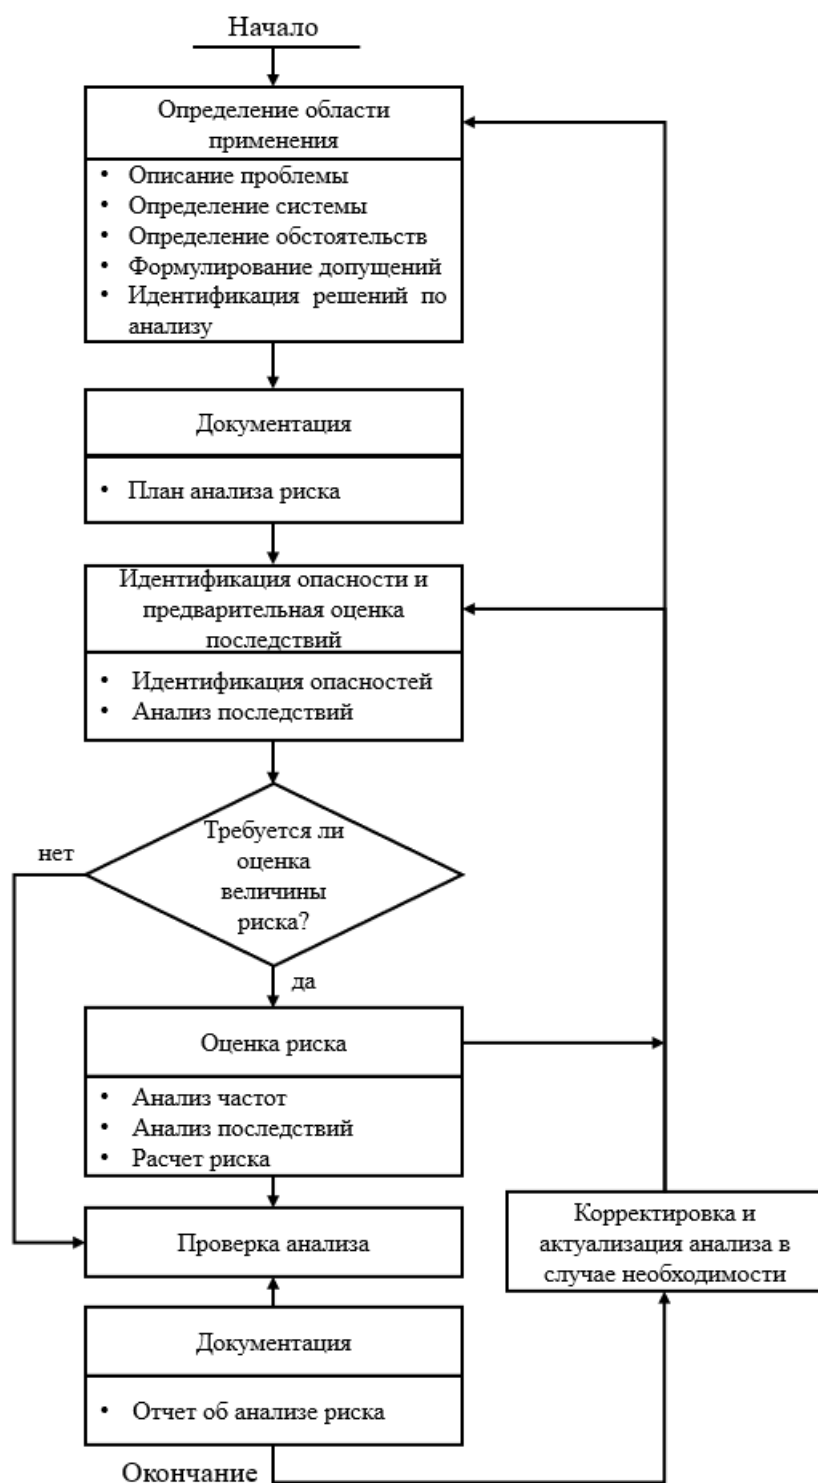 Начало
Определение области
применения
• Описание проблемы
• Определение системы
• Определение обстоятельств
• Формулирование допущений
• Идентификация решений по
анализу
Документация
• План анализа риска
Идентификация опасности и
предварительная оценка
последствий
• Идентификация опасностей
• Анализ последствий
Требуется ли
оценка
величины
риска?
нет
да
Оценка риска
• Анализ частот
• Анализ последствий
• Расчет риска
Проверка анализа
Корректировка и
актуализация анализа в
случае необходимости
Документация
• Отчет об анализе риска
Окончание